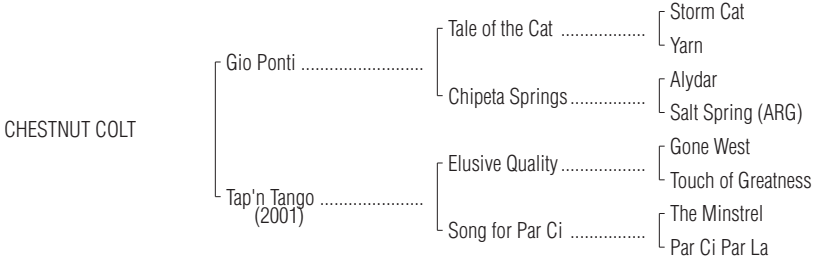 Storm Cat
Tale of the Cat ..................
Yarn
Gio Ponti ..........................
Alydar
Chipeta Springs................
Salt Spring (ARG)
CHESTNUT COLT
Gone West
Elusive Quality ..................
Touch of Greatness
Tap'n Tango ......................
(2001)
The Minstrel
Song for Par Ci ................
Par Ci Par La